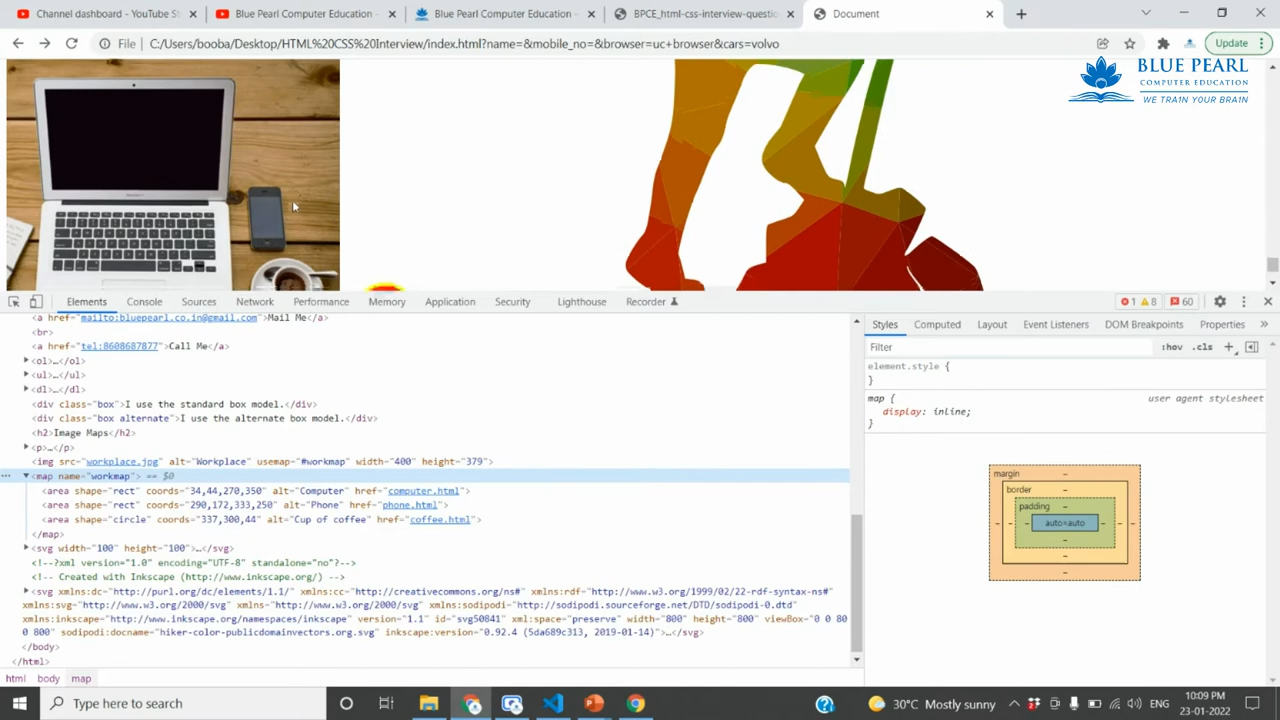 Channel dashboard - YouTube St
Blue Pearl Computer Education -
Blue Pearl Computer Education -
BPCE_html-css-interview-questio
Document
File
C:/Users/booba/Desktop/HTML%20CSS%20Interview/index.html?name=&mobile_no=&browser=uc+browser&cars=volvo
Update
BLUE PEARL
COMPUTER EDUCATION
WE TRAIN YOUR BRAIN
Elements Console Sources Network Performance Memory Application Security Lighthouse Recorder 1 8 60
<a href="mailto:bluepearl.co.in@gmail.com">Mail Me</a>
<br>
<a href="tel:8608687877">Call Me</a>
<ol>…</ol>
<ul>…</ul>
<dl>…</dl>
<div class="box">I use the standard box model.</div>
<div class="box alternate">I use the alternate box model.</div>
<h2>Image Maps</h2>
<p>…</p>
<img src="workplace.jpg" alt="Workplace" usemap="#workmap" width="400" height="379">
<map name="workmap"> == $0
<area shape="rect" coords="34,44,270,350" alt="Computer" href="computer.html">
<area shape="rect" coords="290,172,333,250" alt="Phone" href="phone.html">
<area shape="circle" coords="337,300,44" alt="Cup of coffee" href="coffee.html">
</map>
<svg width="100" height="100">…</svg>
<!--?xml version="1.0" encoding="UTF-8" standalone="no"?-->
<!-- Created with Inkscape (http://www.inkscape.org/) -->
<svg xmlns:dc="http://purl.org/dc/elements/1.1/" xmlns:cc="http://creativecommons.org/ns#" xmlns:rdf="http://www.w3.org/1999/02/22-rdf-syntax-ns#"
xmlns:svg="http://www.w3.org/2000/svg" xmlns="http://www.w3.org/2000/svg" xmlns:sodipodi="http://sodipodi.sourceforge.net/DTD/sodipodi-0.dtd"
xmlns:inkscape="http://www.inkscape.org/namespaces/inkscape" version="1.1" id="svg50841" xml:space="preserve" width="800" height="800" viewBox="0 0 80
0 800" sodipodi:docname="hiker-color-publicdomainvectors.org.svg" inkscape:version="0.92.4 (5da689c313, 2019-01-14)">…</svg>
</body>
</html>
html body map
Styles Computed Layout Event Listeners DOM Breakpoints Properties
Filter
:hov .cls
element.style {
}
map {
user agent stylesheet
display: inline;
}
margin
border
padding
auto×auto
Type here to search
30°C Mostly sunny
ENG
10:09 PM
23-01-2022